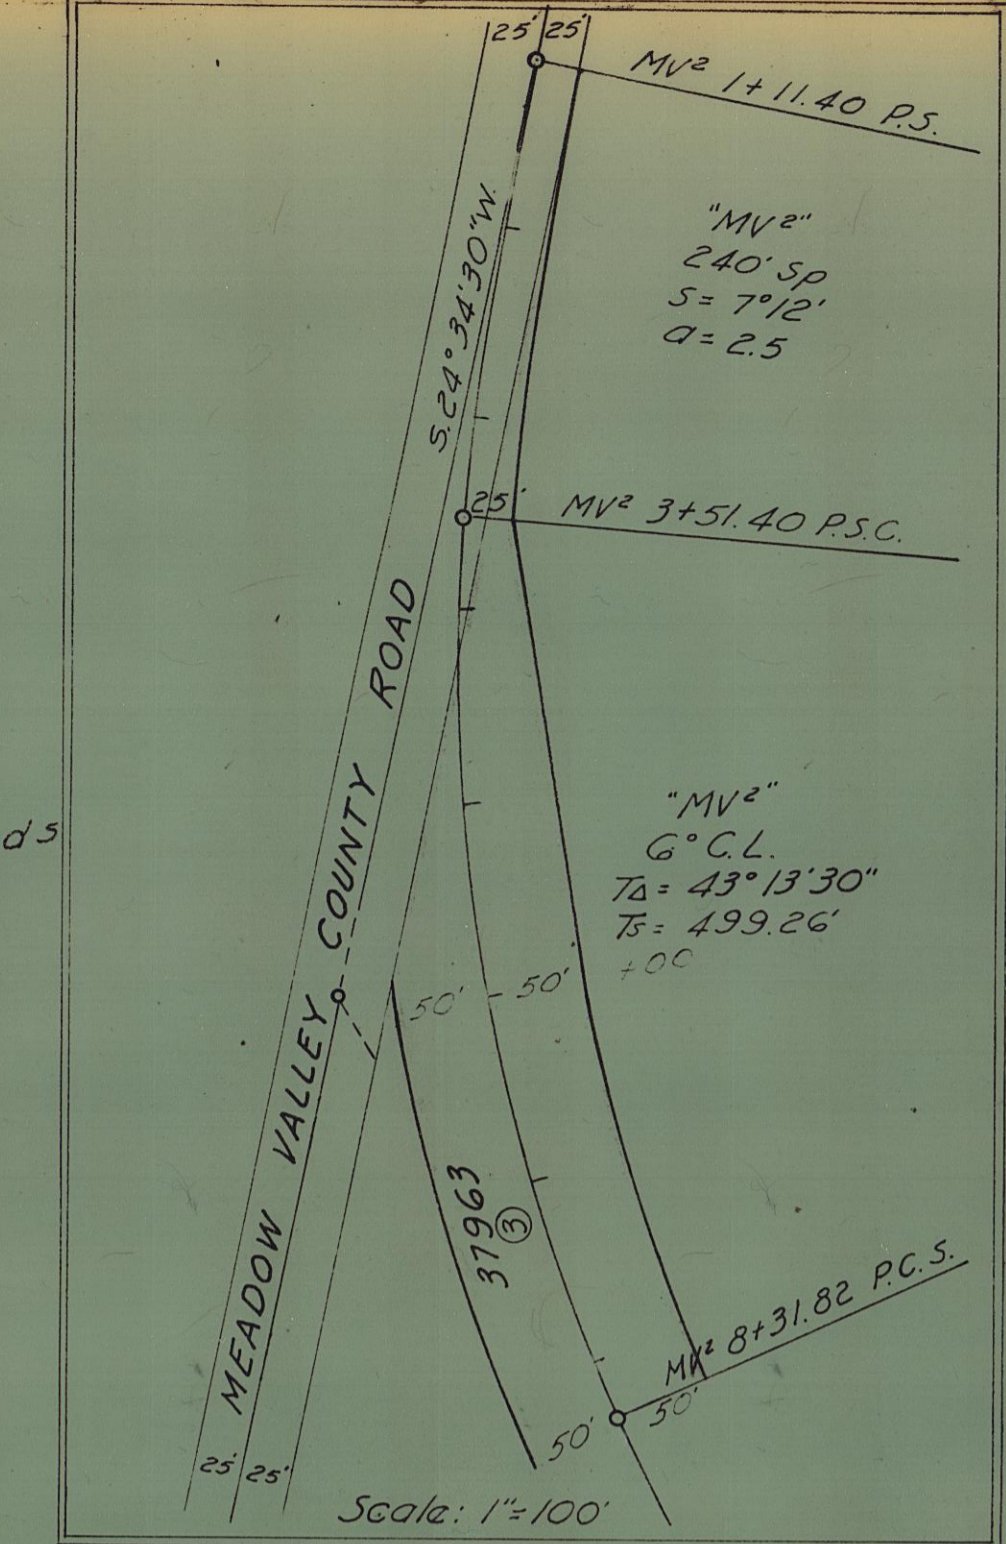 25' 25'
MV² 1+11.40 P.S.
"MV²"
240' Sp
S= 7°12'
a= 2.5
S.24°34'30"W.
25'
MV² 3+51.40 P.S.C.
MEADOW VALLEY COUNTY ROAD
"MV²"
6° C.L.
T∆= 43°13'30"
Ts= 499.26'
+00
ds
50' 50'
37963
③
MV² 8+31.82 P.C.S.
50' 50'
25' 25'
Scale: 1"=100'